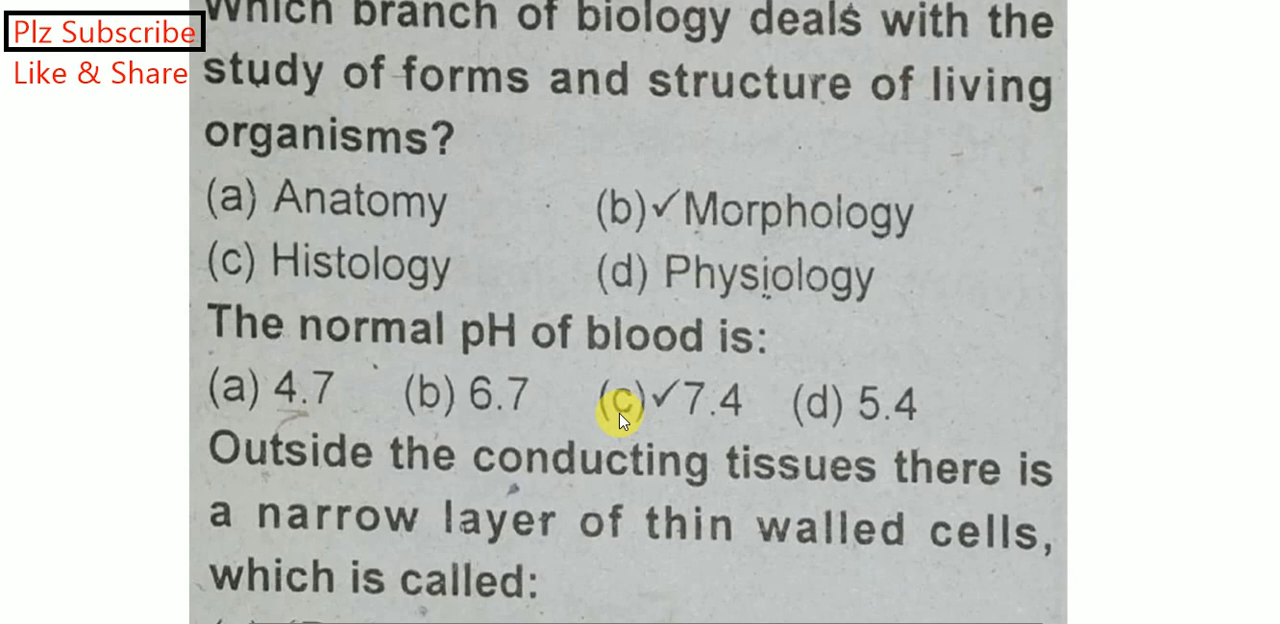 Plz Subscribe
Like & Share
Which branch of biology deals with the
study of forms and structure of living
organisms?
(a) Anatomy (b)✓Morphology
(c) Histology (d) Physiology
The normal pH of blood is:
(a) 4.7 (b) 6.7 (c)✓7.4 (d) 5.4
Outside the conducting tissues there is
a narrow layer of thin walled cells,
which is called: